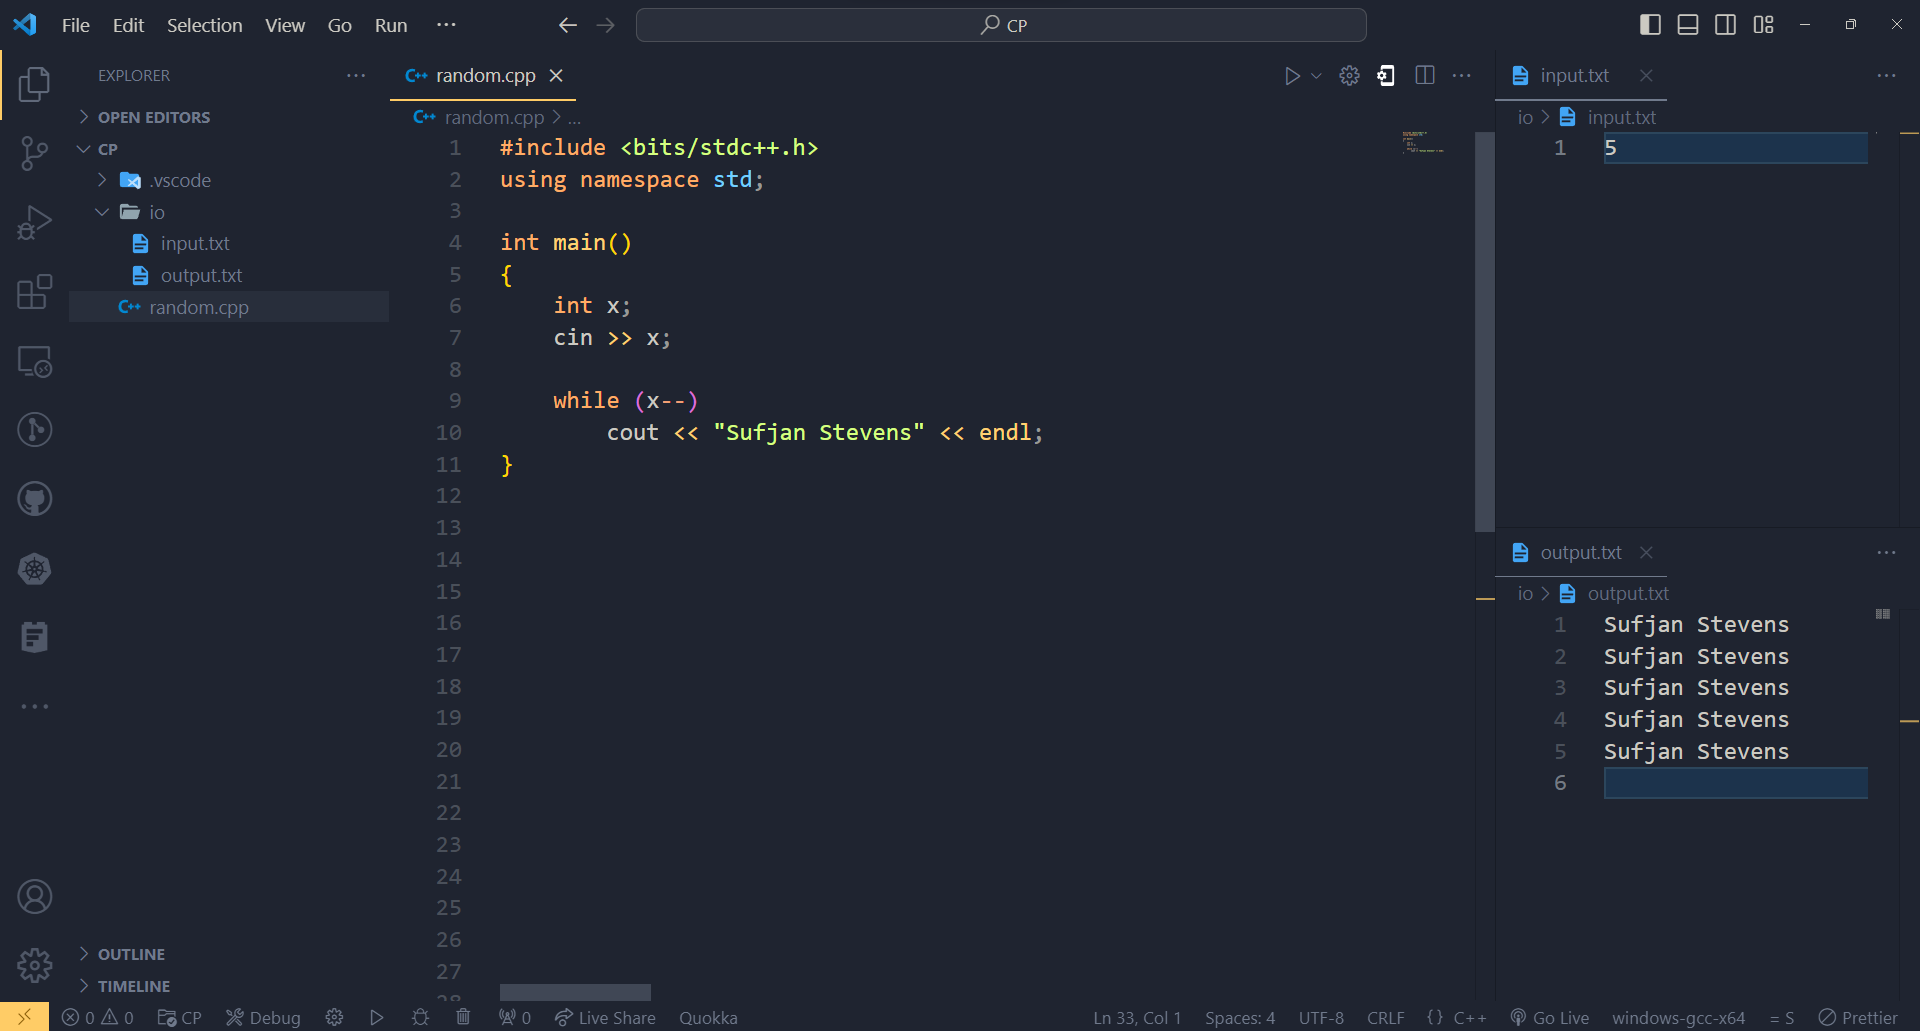 File Edit Selection View Go Run ···
CP
EXPLORER ···
OPEN EDITORS
CP
.vscode
io
input.txt
output.txt
C++ random.cpp
OUTLINE
TIMELINE
C++ random.cpp
C++ random.cpp > ...
1 #include <bits/stdc++.h>
2 using namespace std;
3
4 int main()
5 {
6 int x;
7 cin >> x;
8
9 while (x--)
10 cout << "Sufjan Stevens" << endl;
11 }
12
13
14
15
16
17
18
19
20
21
22
23
24
25
26
27
28
input.txt ···
io > input.txt
1 5
output.txt ···
io > output.txt
1 Sufjan Stevens
2 Sufjan Stevens
3 Sufjan Stevens
4 Sufjan Stevens
5 Sufjan Stevens
6
0 0 CP Debug 0 Live Share Quokka Ln 33, Col 1 Spaces: 4 UTF-8 CRLF {} C++ Go Live windows-gcc-x64 = S Prettier